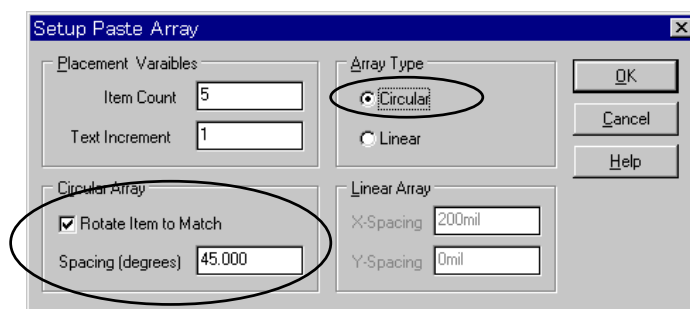 Setup Paste Array
Placement Varaibles
Item Count 5
Text Increment 1
Array Type
Circular
Linear
OK
Cancel
Help
Circular Array
Rotate Item to Match
Spacing (degrees) 45.000
Linear Array
X-Spacing 200mil
Y-Spacing 0mil